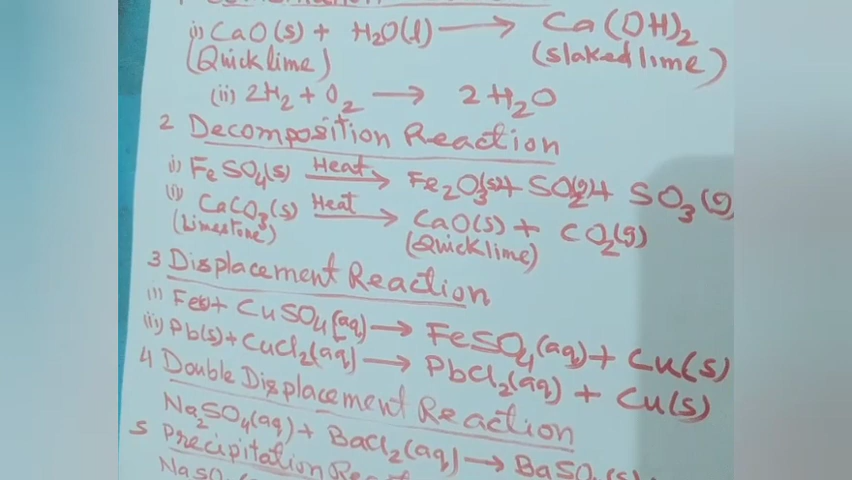 i) CaO(s) + H₂O(l) → Ca(OH)₂
(Quicklime) (slaked lime)
(ii) 2H₂ + O₂ → 2H₂O
2 Decomposition Reaction
i) FeSO₄(s) Heat → Fe₂O₃(s) + SO₂(g) + SO₃(g)
(ii) CaCO₃(s) Heat → CaO(s) + CO₂(g)
(Limestone) (Quicklime)
3 Displacement Reaction
(i) Fe(s) + CuSO₄(aq) → FeSO₄(aq) + Cu(s)
(ii) Pb(s) + CuCl₂(aq) → PbCl₂(aq) + Cu(s)
4 Double Displacement Reaction
Na₂SO₄(aq) + BaCl₂(aq) → BaSO₄(s)
5 Precipitation React